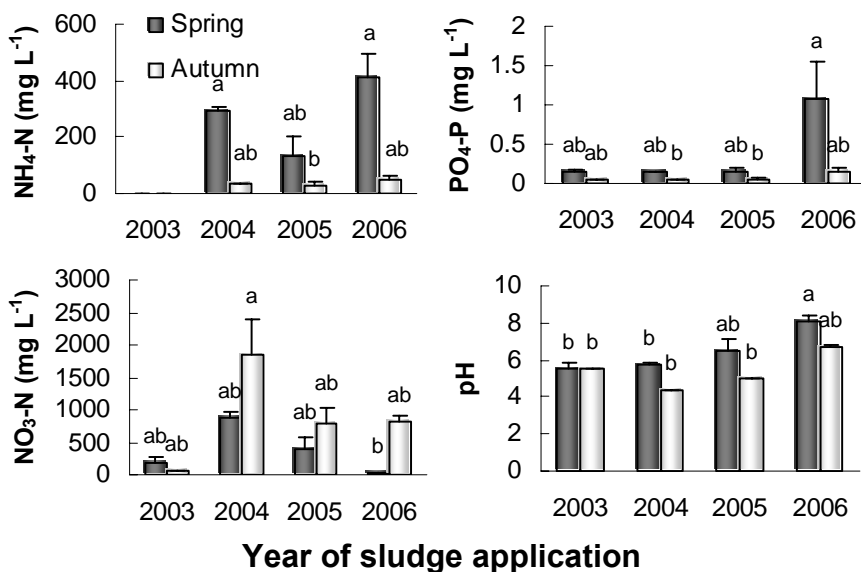 NH₄-N (mg L⁻¹)
600
400
200
0
Spring
Autumn
a
ab
ab
b
a
ab
2003 2004 2005 2006
PO₄-P (mg L⁻¹)
2
1.5
1
0.5
0
ab ab
ab b
ab b
a
ab
2003 2004 2005 2006
NO₃-N (mg L⁻¹)
3000
2500
2000
1500
1000
500
0
ab ab
ab
a
ab
ab
b
ab
2003 2004 2005 2006
pH
10
8
6
4
2
0
b b
b
b
ab
b
a
ab
2003 2004 2005 2006
Year of sludge application